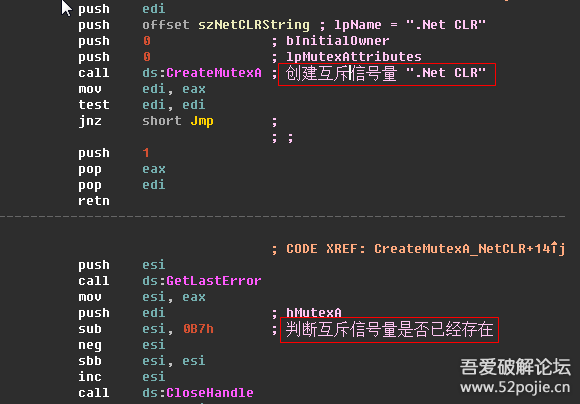 push edi
push offset szNetCLRString ; lpName = ".Net CLR"
push 0 ; bInitialOwner
push 0 ; lpMutexAttributes
call ds:CreateMutexA ; 创建互斥信号量 ".Net CLR"
mov edi, eax
test edi, edi
jnz short Jmp ;
; ;
push 1
pop eax
pop edi
retn
; CODE XREF: CreateMutexA_NetCLR+14↑j
push esi
call ds:GetLastError
mov esi, eax
push edi ; hMutexA
sub esi, 0B7h ; 判断互斥信号量是否已经存在
neg esi
sbb esi, esi
inc esi
call ds:CloseHandle
吾爱破解论坛
www.52pojie.cn